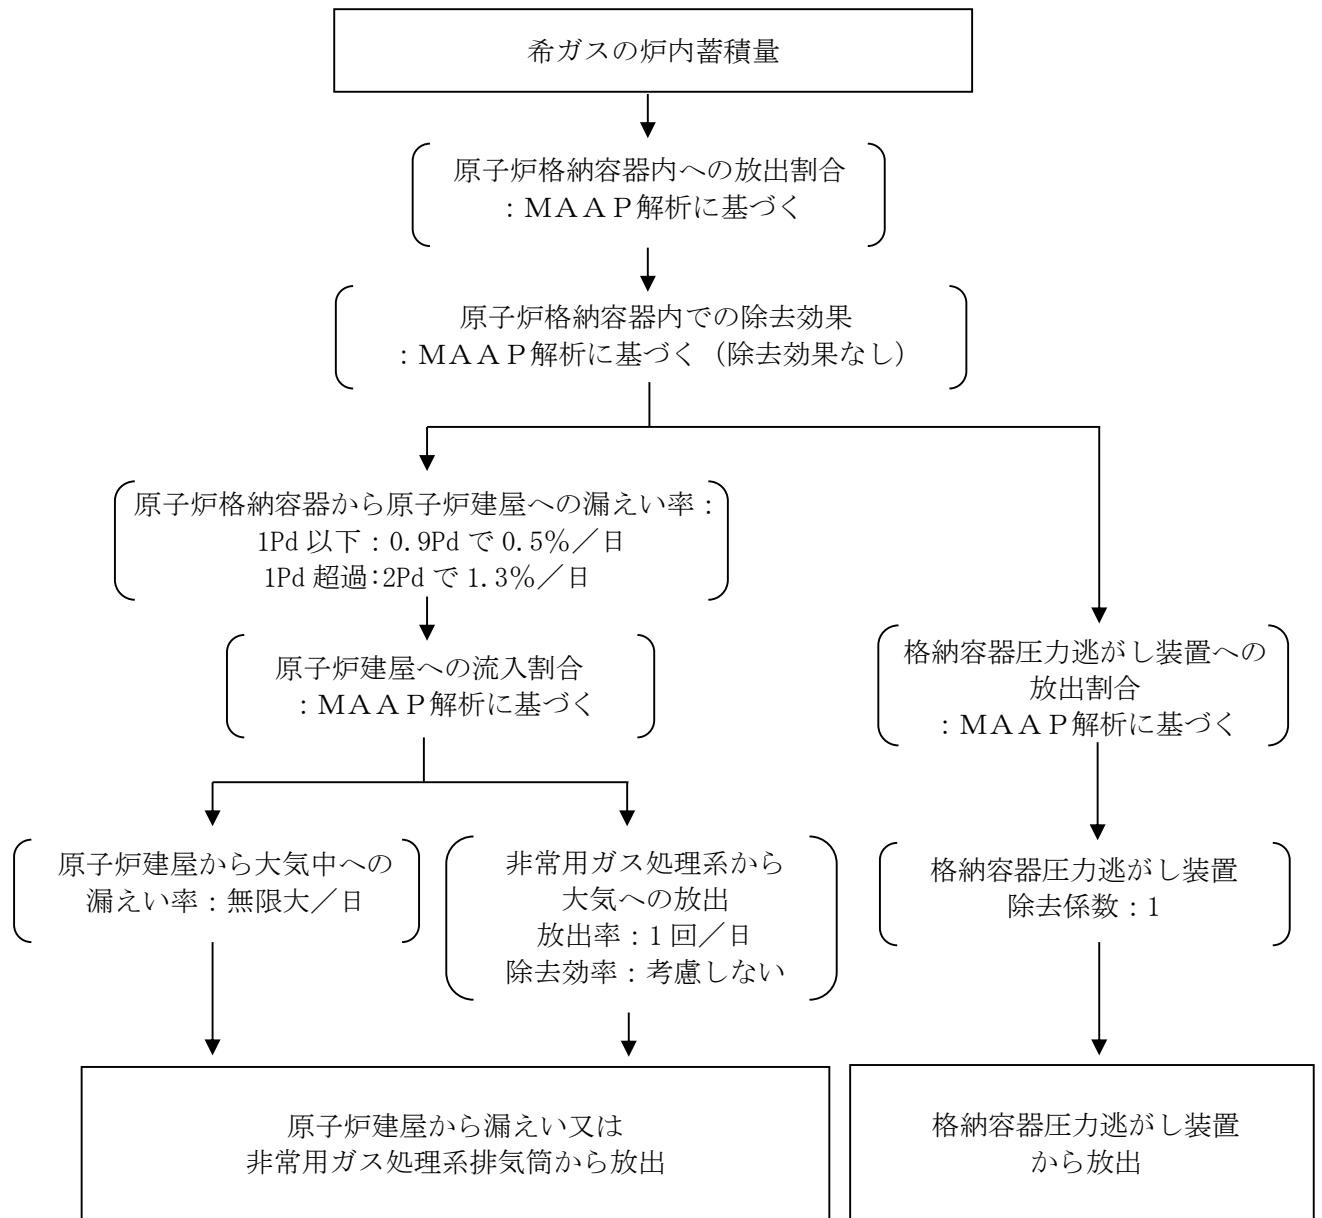 希ガスの炉内蓄積量
原子炉格納容器内への放出割合
：ＭＡＡＰ解析に基づく
原子炉格納容器内での除去効果
：ＭＡＡＰ解析に基づく（除去効果なし）
原子炉格納容器から原子炉建屋への漏えい率：
1Pd 以下：0.9Pd で 0.5％／日
1Pd 超過：2Pd で 1.3％／日
原子炉建屋への流入割合
：ＭＡＡＰ解析に基づく
格納容器圧力逃がし装置への
放出割合
：ＭＡＡＰ解析に基づく
原子炉建屋から大気中への
漏えい率：無限大／日
非常用ガス処理系から
大気への放出
放出率：1 回／日
除去効率：考慮しない
格納容器圧力逃がし装置
除去係数：1
原子炉建屋から漏えい又は
非常用ガス処理系排気筒から放出
格納容器圧力逃がし装置
から放出